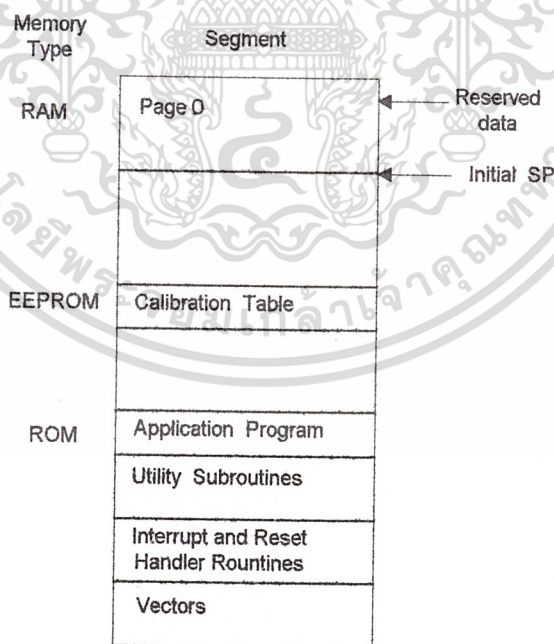 Memory
Type
Segment
RAM
Page 0
Reserved
data
Initial SP
EEPROM
Calibration Table
ROM
Application Program
Utility Subroutines
Interrupt and Reset
Handler Rountines
Vectors